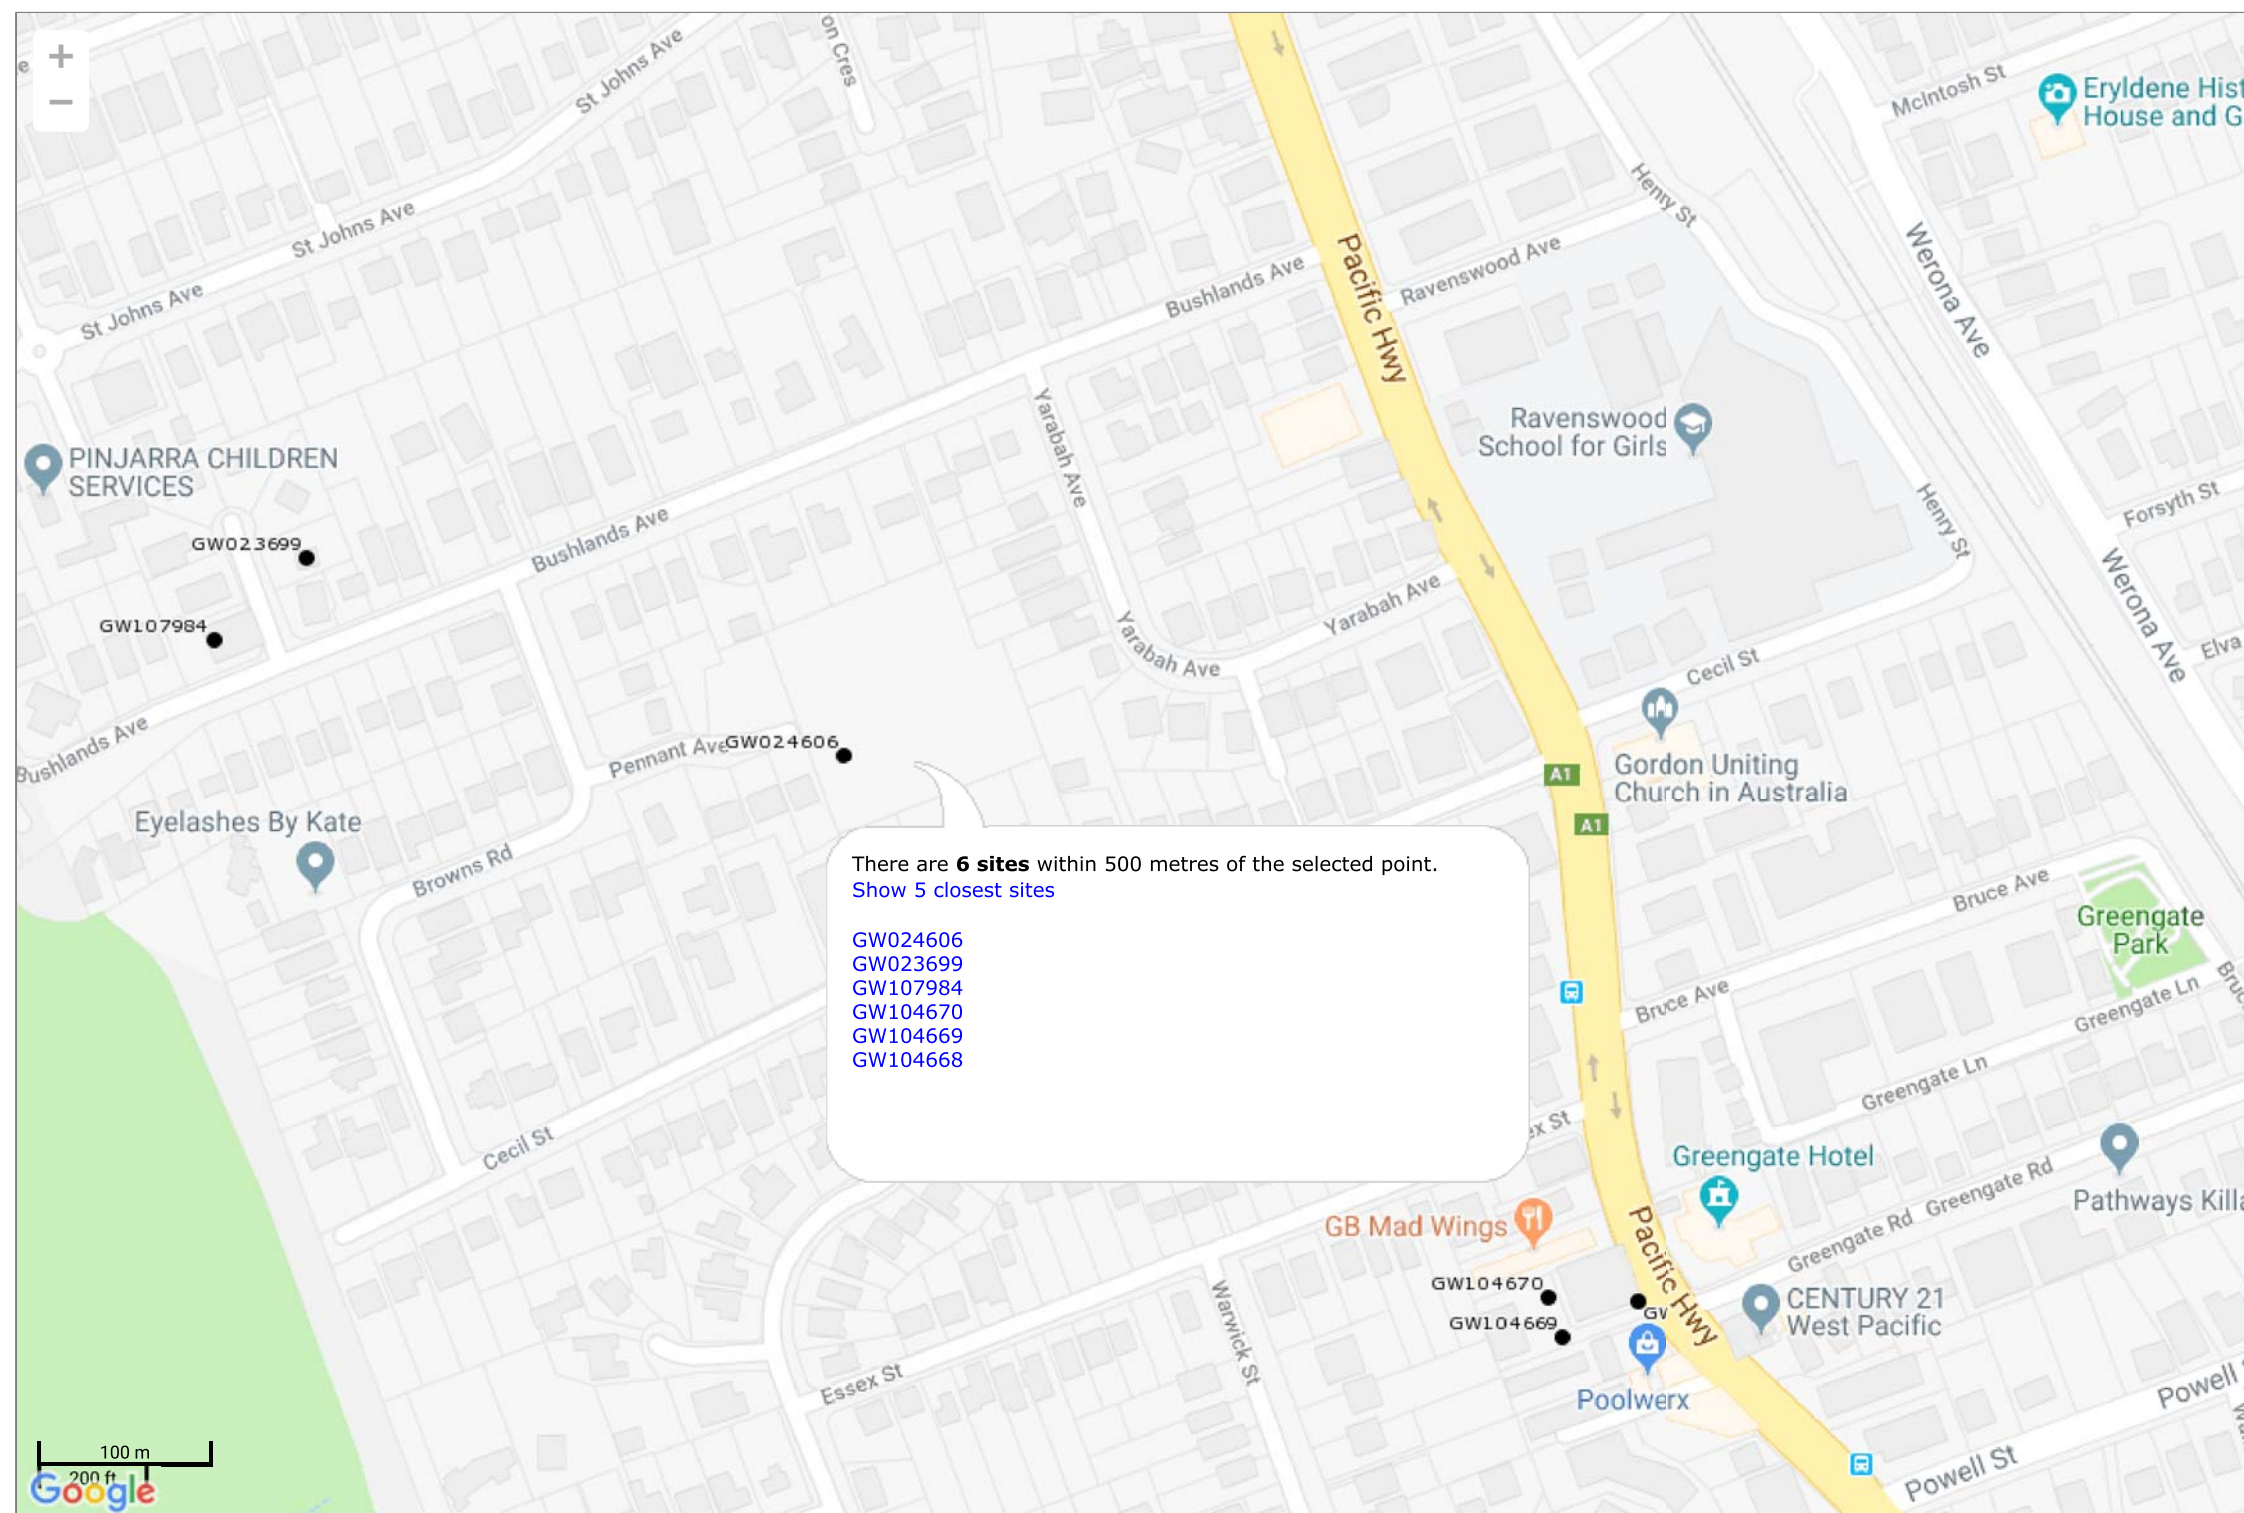 +
−
on Cres
St Johns Ave
McIntosh St
Eryldene Hist
House and G
Henry St
St Johns Ave
Werona Ave
Pacific Hwy
Ravenswood Ave
Bushlands Ave
St Johns Ave
Yarabah Ave
Ravenswood
School for Girls
PINJARRA CHILDREN
SERVICES
Forsyth St
Henry St
GW023699
Bushlands Ave
Werona Ave
Yarabah Ave
GW107984
Yarabah Ave
Elva
Cecil St
Bushlands Ave
Pennant Ave
GW024606
A1
Gordon Uniting
Church in Australia
Eyelashes By Kate
A1
Browns Rd
There are 6 sites within 500 metres of the selected point.
Show 5 closest sites
GW024606
GW023699
GW107984
GW104670
GW104669
GW104668
Bruce Ave
Greengate
Park
Bruce Ave
Bruc
Greengate Ln
Greengate Ln
Cecil St
ex St
Greengate Hotel
Greengate Rd
Greengate Rd
Pathways Killa
GB Mad Wings
Pacific Hwy
GW104670
CENTURY 21
West Pacific
GW104669
GW
Warwick St
Essex St
Poolwerx
Powell
100 m
200 ft
Google
Powell St